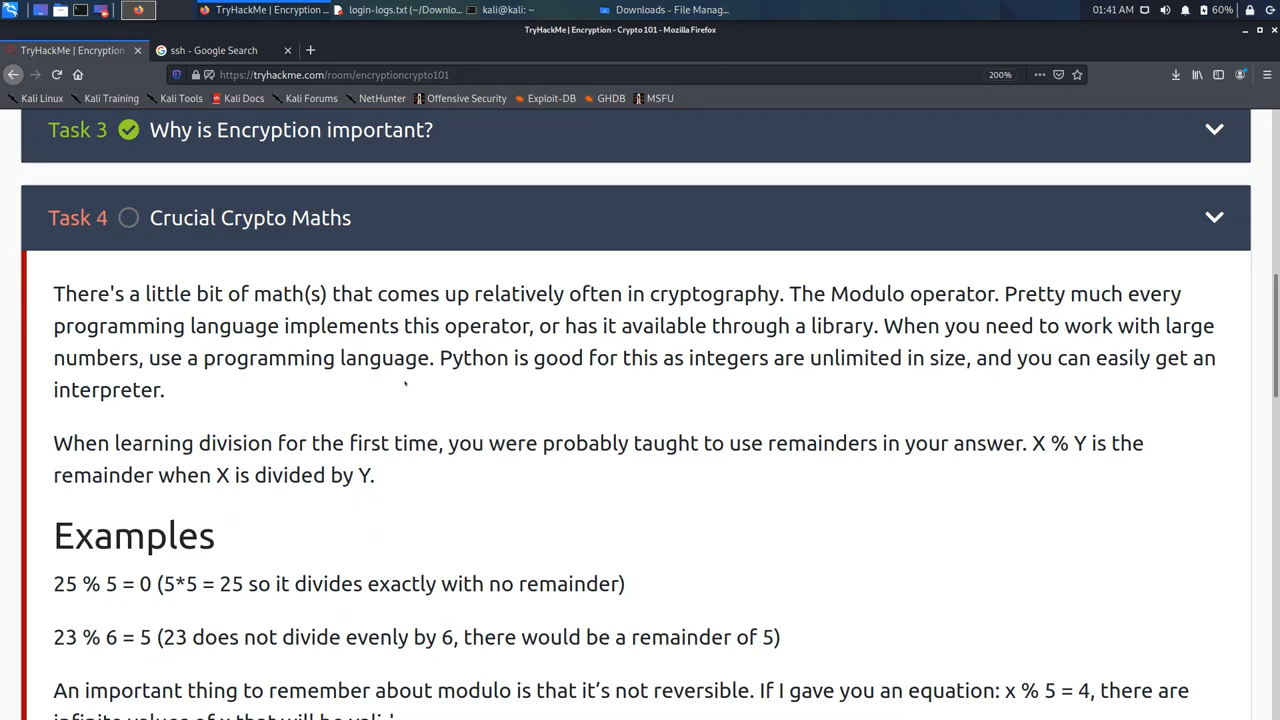 TryHackMe | Encryption ...
login-logs.txt (~/Downlo...
kali@kali: ~
Downloads - File Manag...
01:41 AM
60%
TryHackMe | Encryption - Crypto 101 - Mozilla Firefox
TryHackMe | Encryption
ssh - Google Search
https://tryhackme.com/room/encryptioncrypto101
200%
Kali Linux
Kali Training
Kali Tools
Kali Docs
Kali Forums
NetHunter
Offensive Security
Exploit-DB
GHDB
MSFU
Task 3 Why is Encryption important?
Task 4 Crucial Crypto Maths
There's a little bit of math(s) that comes up relatively often in cryptography. The Modulo operator. Pretty much every
programming language implements this operator, or has it available through a library. When you need to work with large
numbers, use a programming language. Python is good for this as integers are unlimited in size, and you can easily get an
interpreter.
When learning division for the first time, you were probably taught to use remainders in your answer. X % Y is the
remainder when X is divided by Y.
Examples
25 % 5 = 0 (5*5 = 25 so it divides exactly with no remainder)
23 % 6 = 5 (23 does not divide evenly by 6, there would be a remainder of 5)
An important thing to remember about modulo is that it’s not reversible. If I gave you an equation: x % 5 = 4, there are
infinite values of x that will be valid